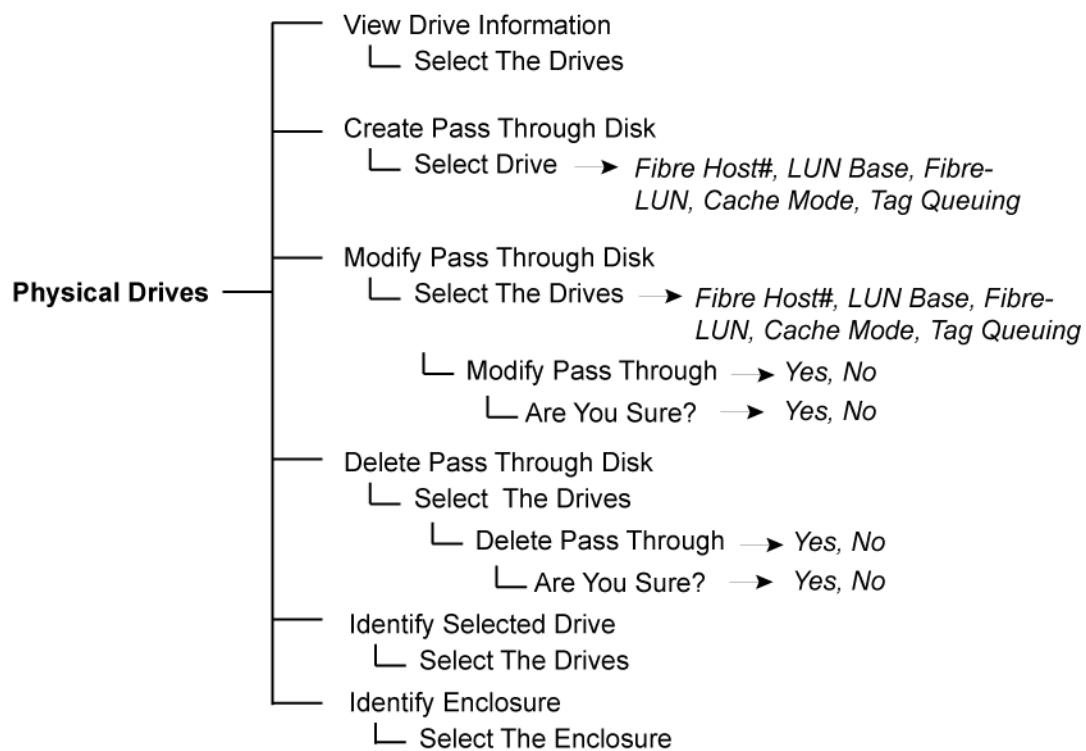 View Drive Information
Select The Drives
Create Pass Through Disk
Select Drive
Fibre Host#, LUN Base, Fibre-
LUN, Cache Mode, Tag Queuing
Modify Pass Through Disk
Physical Drives
Select The Drives
Fibre Host#, LUN Base, Fibre-
LUN, Cache Mode, Tag Queuing
Modify Pass Through
Yes, No
Are You Sure?
Yes, No
Delete Pass Through Disk
Select The Drives
Delete Pass Through
Yes, No
Are You Sure?
Yes, No
Identify Selected Drive
Select The Drives
Identify Enclosure
Select The Enclosure